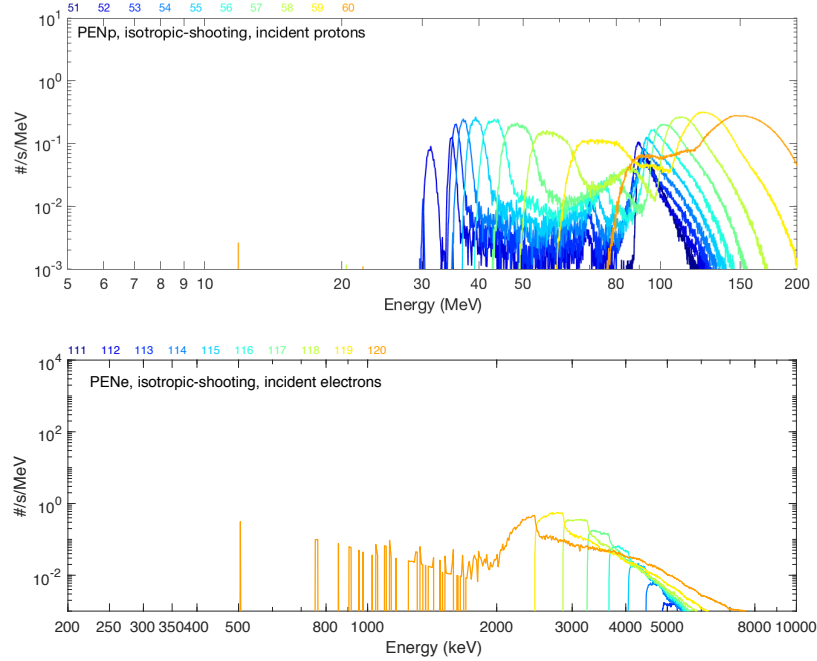 51 52 53 54 55 56 57 58 59 60
PENp, isotropic-shooting, incident protons
#/s/MeV
10¹
10⁰
10⁻¹
10⁻²
10⁻³
5 6 7 8 9 10 20 30 40 50 80 100 150 200
Energy (MeV)
111 112 113 114 115 116 117 118 119 120
PENe, isotropic-shooting, incident electrons
#/s/MeV
10⁴
10²
10⁰
10⁻²
200 250 300 350 400 500 800 1000 2000 3000 4000 5000 8000 10000
Energy (keV)